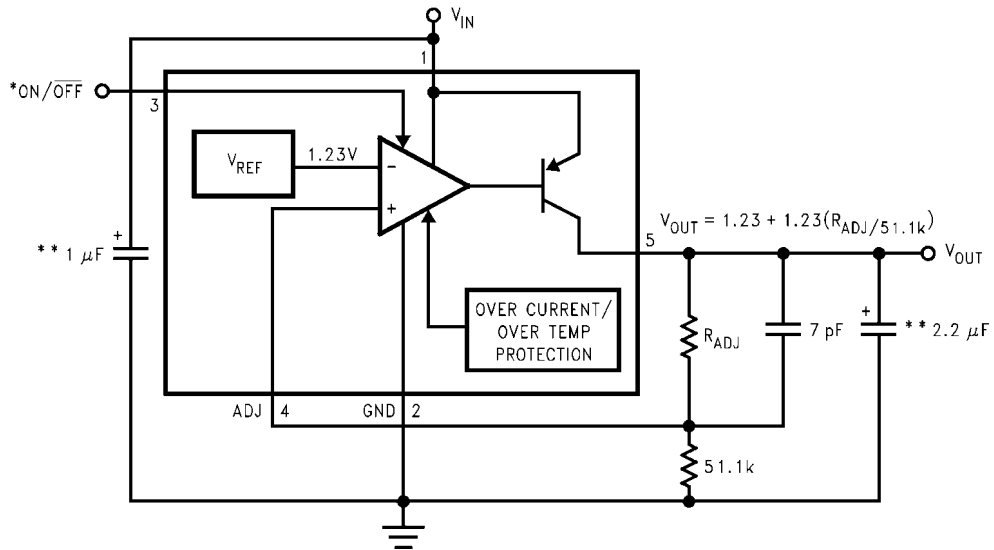 V_IN
1
*ON/O̅F̅F̅
3
V_REF
1.23V
−
+
V_OUT = 1.23 + 1.23(R_ADJ/51.1k)
5
V_OUT
+
** 1 μF
OVER CURRENT/
OVER TEMP
PROTECTION
R_ADJ
7 pF
+
** 2.2 μF
ADJ
4
GND
2
51.1k